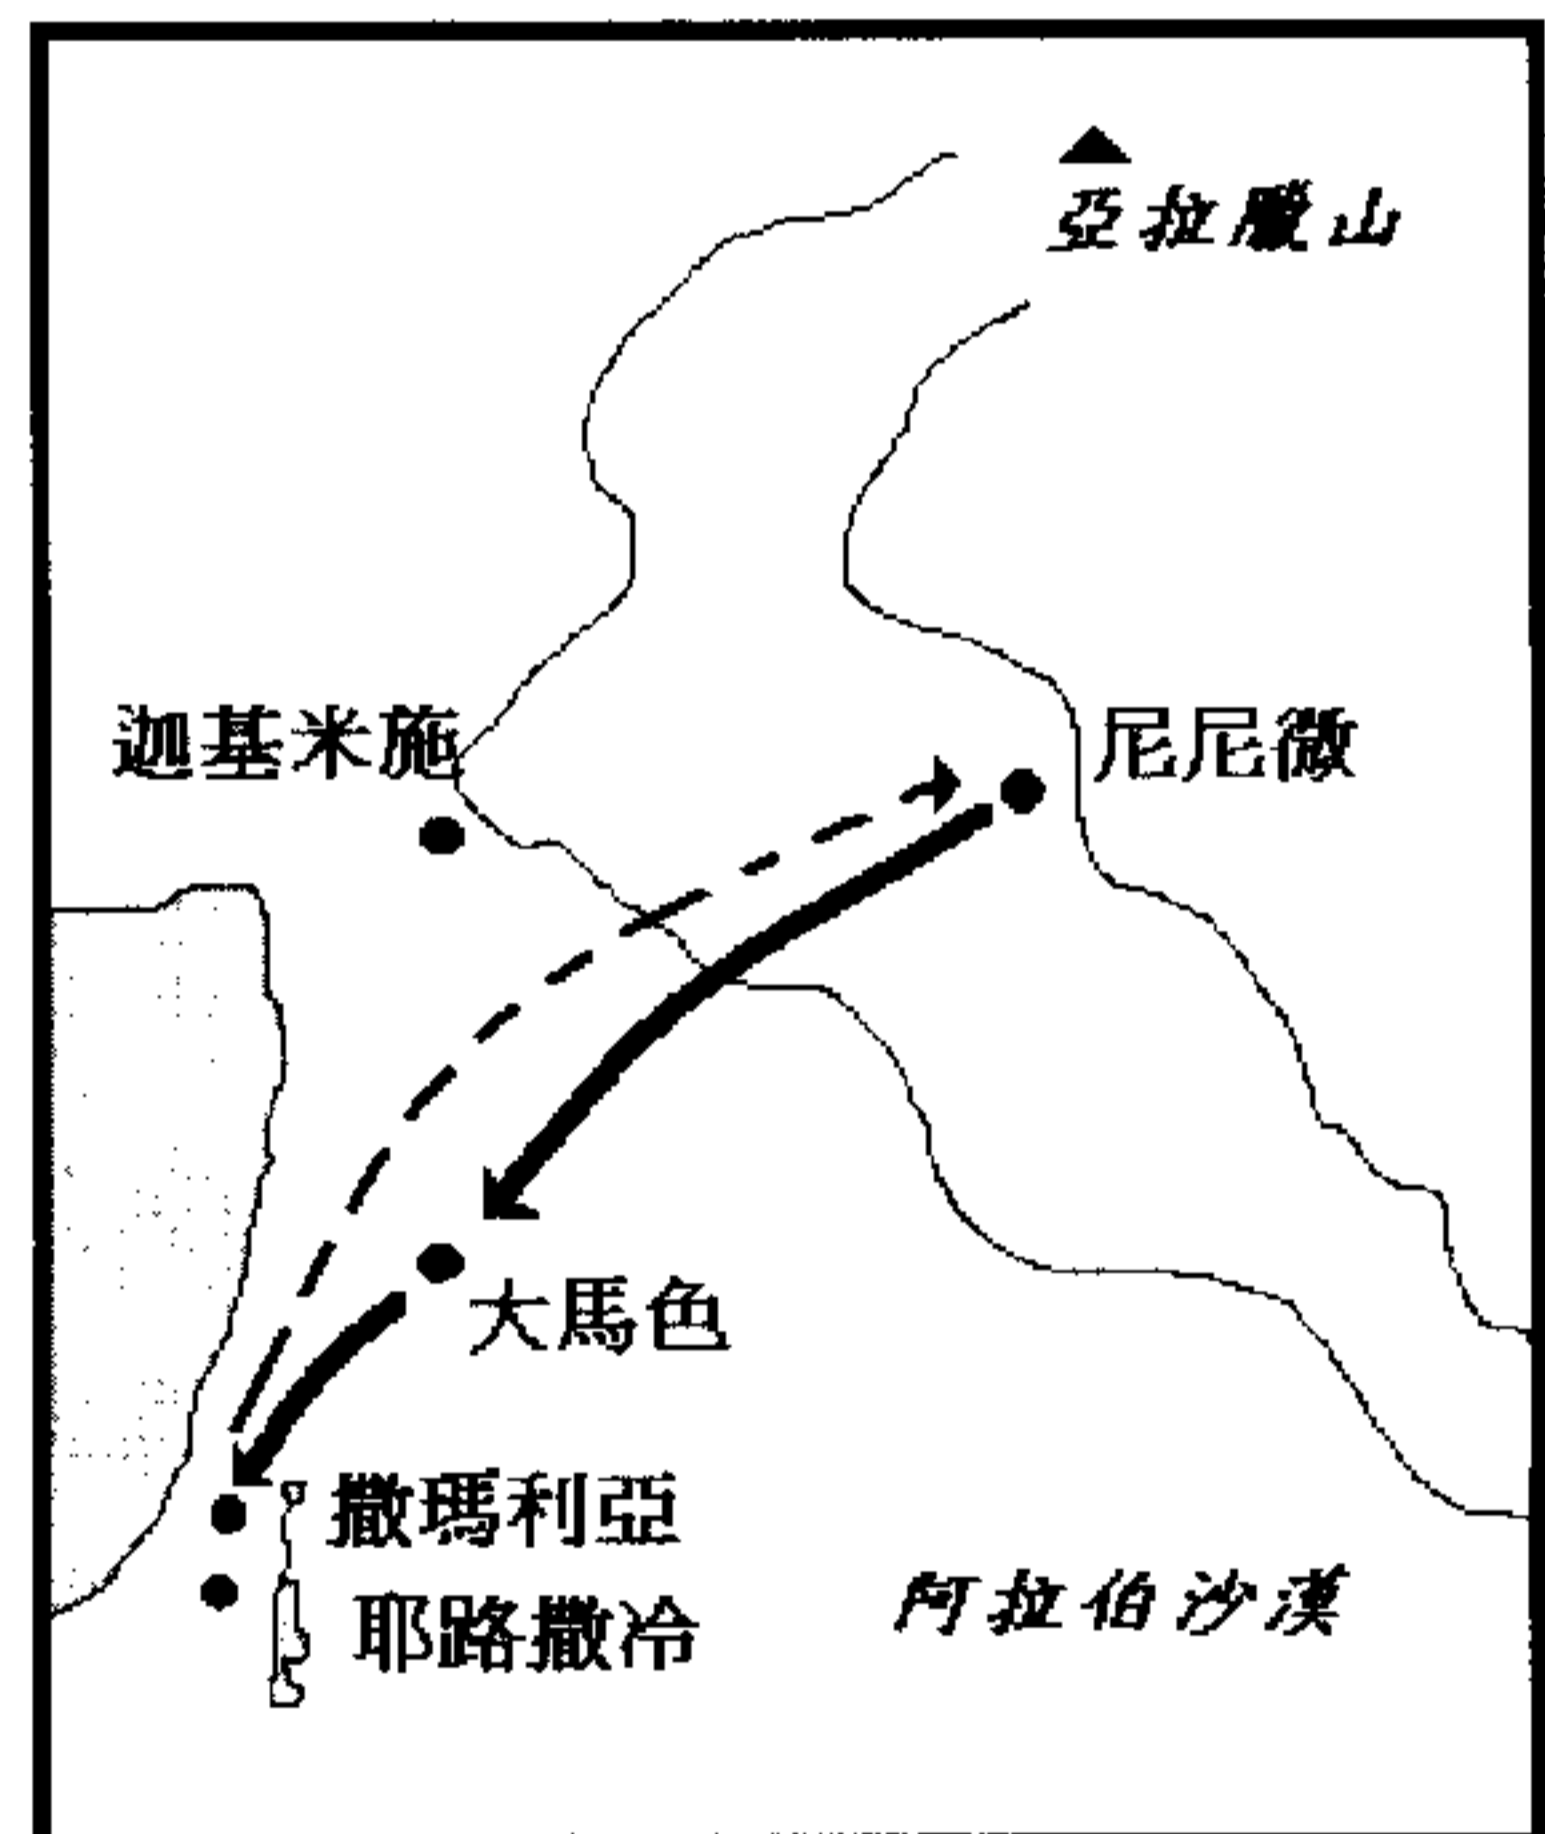 亞拉臘山
迦基米施
尼尼微
大馬色
撒瑪利亞
耶路撒冷
阿拉伯沙漠